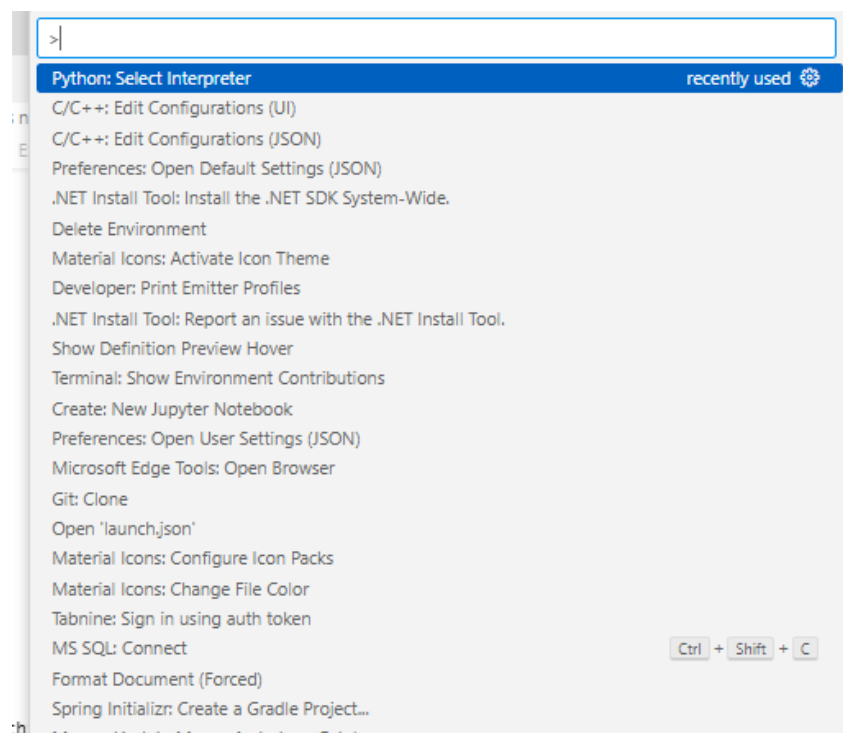 >
Python: Select Interpreter recently used
C/C++: Edit Configurations (UI)
C/C++: Edit Configurations (JSON)
Preferences: Open Default Settings (JSON)
.NET Install Tool: Install the .NET SDK System-Wide.
Delete Environment
Material Icons: Activate Icon Theme
Developer: Print Emitter Profiles
.NET Install Tool: Report an issue with the .NET Install Tool.
Show Definition Preview Hover
Terminal: Show Environment Contributions
Create: New Jupyter Notebook
Preferences: Open User Settings (JSON)
Microsoft Edge Tools: Open Browser
Git: Clone
Open 'launch.json'
Material Icons: Configure Icon Packs
Material Icons: Change File Color
Tabnine: Sign in using auth token
MS SQL: Connect Ctrl + Shift + C
Format Document (Forced)
Spring Initializr: Create a Gradle Project...